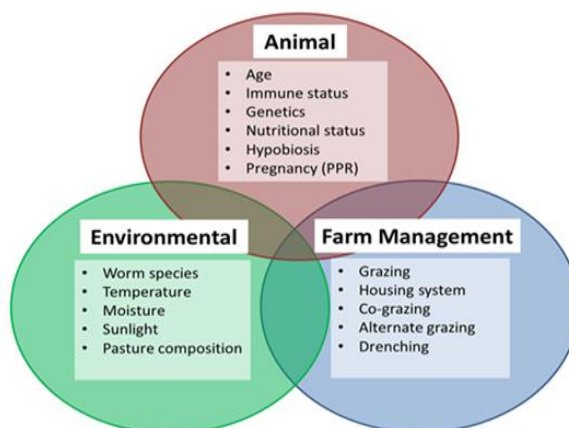 Animal
• Age
• Immune status
• Genetics
• Nutritional status
• Hypobiosis
• Pregnancy (PPR)
Environmental
• Worm species
• Temperature
• Moisture
• Sunlight
• Pasture composition
Farm Management
• Grazing
• Housing system
• Co-grazing
• Alternate grazing
• Drenching